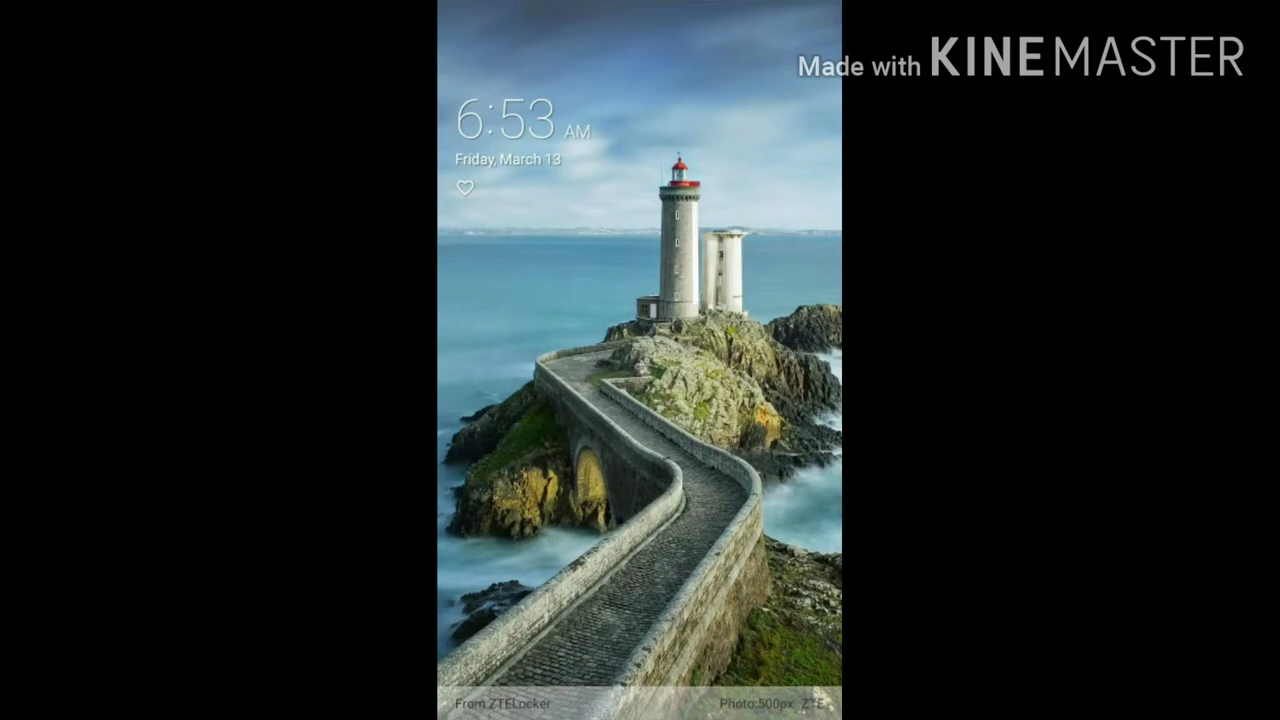 Made with KINEMASTER
6:53 AM
Friday, March 13
From ZTELocker
Photo:500px ZTE